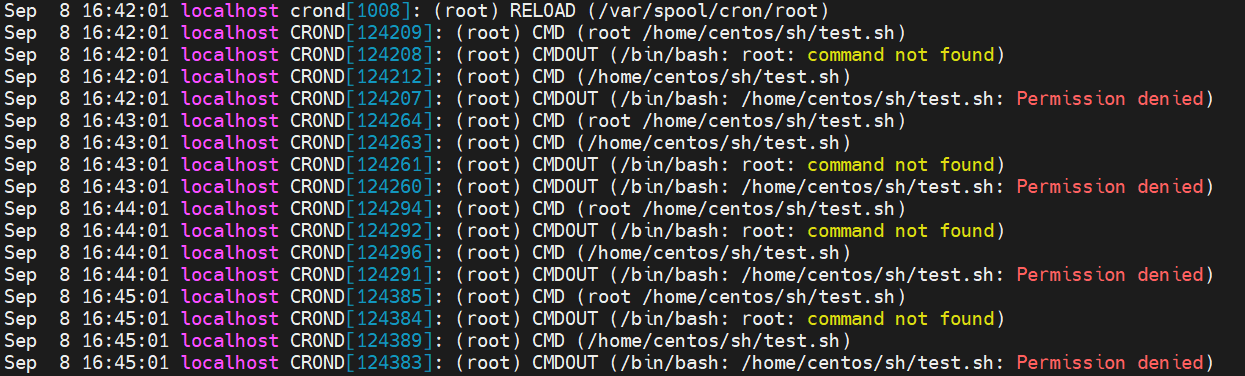 Sep  8 16:42:01 localhost crond[1008]: (root) RELOAD (/var/spool/cron/root)
Sep  8 16:42:01 localhost CROND[124209]: (root) CMD (root /home/centos/sh/test.sh)
Sep  8 16:42:01 localhost CROND[124208]: (root) CMDOUT (/bin/bash: root: command not found)
Sep  8 16:42:01 localhost CROND[124212]: (root) CMD (/home/centos/sh/test.sh)
Sep  8 16:42:01 localhost CROND[124207]: (root) CMDOUT (/bin/bash: /home/centos/sh/test.sh: Permission denied)
Sep  8 16:43:01 localhost CROND[124264]: (root) CMD (root /home/centos/sh/test.sh)
Sep  8 16:43:01 localhost CROND[124263]: (root) CMD (/home/centos/sh/test.sh)
Sep  8 16:43:01 localhost CROND[124261]: (root) CMDOUT (/bin/bash: root: command not found)
Sep  8 16:43:01 localhost CROND[124260]: (root) CMDOUT (/bin/bash: /home/centos/sh/test.sh: Permission denied)
Sep  8 16:44:01 localhost CROND[124294]: (root) CMD (root /home/centos/sh/test.sh)
Sep  8 16:44:01 localhost CROND[124292]: (root) CMDOUT (/bin/bash: root: command not found)
Sep  8 16:44:01 localhost CROND[124296]: (root) CMD (/home/centos/sh/test.sh)
Sep  8 16:44:01 localhost CROND[124291]: (root) CMDOUT (/bin/bash: /home/centos/sh/test.sh: Permission denied)
Sep  8 16:45:01 localhost CROND[124385]: (root) CMD (root /home/centos/sh/test.sh)
Sep  8 16:45:01 localhost CROND[124384]: (root) CMDOUT (/bin/bash: root: command not found)
Sep  8 16:45:01 localhost CROND[124389]: (root) CMD (/home/centos/sh/test.sh)
Sep  8 16:45:01 localhost CROND[124383]: (root) CMDOUT (/bin/bash: /home/centos/sh/test.sh: Permission denied)